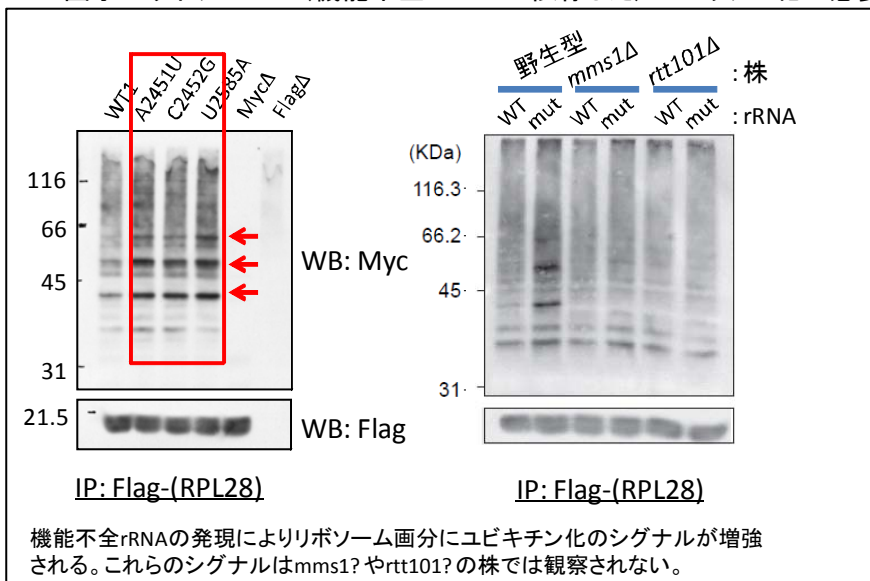 WT1 A2451U C2452G U2585A MycΔ FlagΔ
116
66
45
31
WB: Myc
21.5
WB: Flag
IP: Flag-(RPL28)
野生型 mms1Δ rtt101Δ :株
WT mut WT mut WT mut :rRNA
(KDa)
116.3
66.2
45
31
IP: Flag-(RPL28)
機能不全rRNAの発現によりリボソーム画分にユビキチン化のシグナルが増強
される。これらのシグナルはmms1? やrtt101? の株では観察されない。